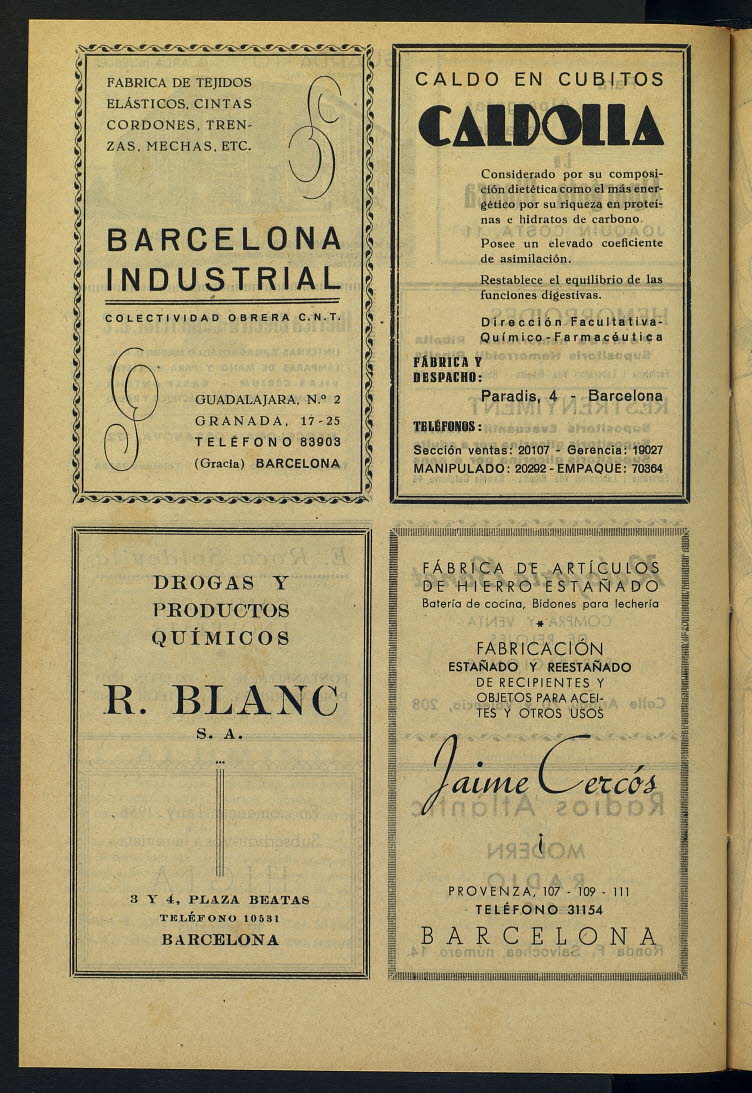 FABRICA DE TEJIDOS
ELÁSTICOS, CINTAS
CORDONES, TREN-
ZAS, MECHAS, ETC.
BARCELONA
INDUSTRIAL
COLECTIVIDAD OBRERA C.N.T.
GUADALAJARA, N.º 2
GRANADA, 17-25
TELÉFONO 83903
(Gracia) BARCELONA
CALDO EN CUBITOS
CALDOLLA
Considerado por su composi-
ción dietética como el más ener-
gético por su riqueza en proteí-
nas e hidratos de carbono.
Posee un elevado coeficiente
de asimilación.
Restablece el equilibrio de las
funciones digestivas.
Dirección Facultativa-
Químico-Farmacéutica
FÁBRICA Y
DESPACHO:
Paradis, 4 - Barcelona
TELÉFONOS:
Sección ventas: 20107 - Gerencia: 19027
MANIPULADO: 20292 - EMPAQUE: 70364
DROGAS Y
PRODUCTOS
QUÍMICOS
R. BLANC
S. A.
3 Y 4, PLAZA BEATAS
TELÉFONO 10531
BARCELONA
FÁBRICA DE ARTÍCULOS
DE HIERRO ESTAÑADO
Batería de cocina, Bidones para lechería
*
FABRICACIÓN
ESTAÑADO Y REESTAÑADO
DE RECIPIENTES Y
OBJETOS PARA ACEI-
TES Y OTROS USOS
Jaime Cercós
PROVENZA, 107 - 109 - 111
TELÉFONO 31154
BARCELONA